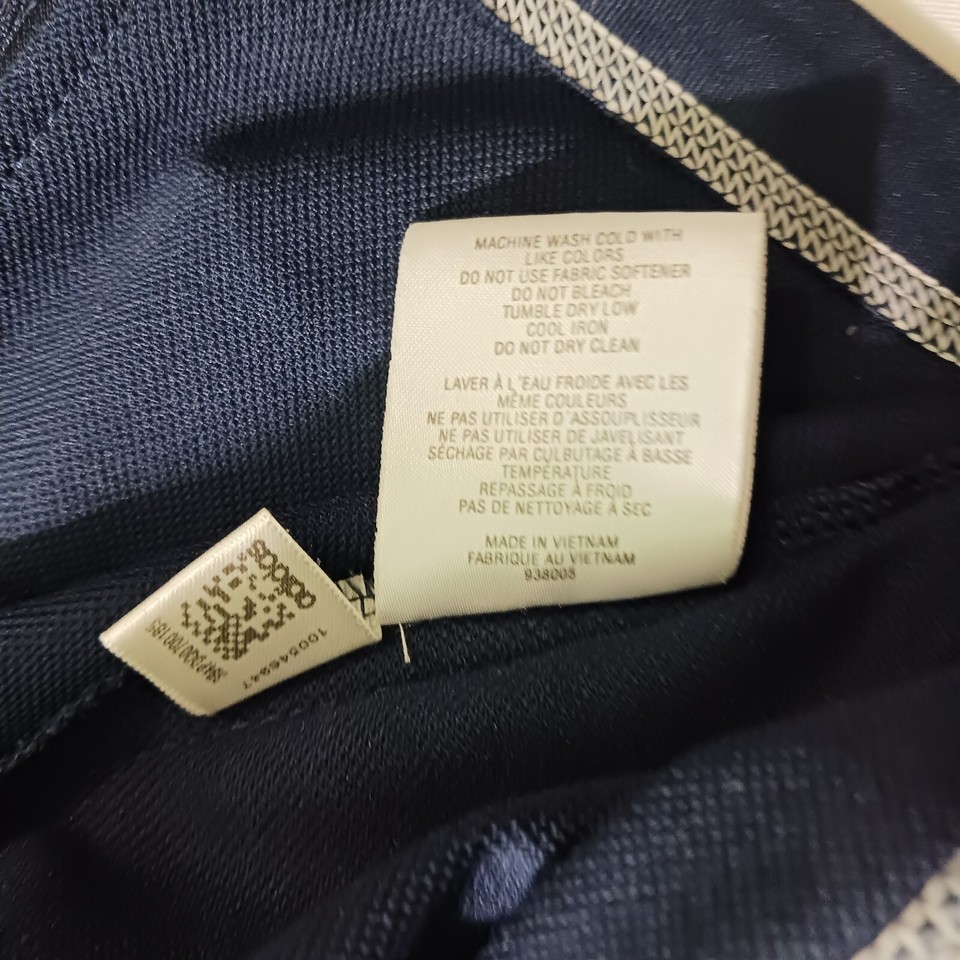 MACHINE WASH COLD WITH
LIKE COLORS
DO NOT USE FABRIC SOFTENER
DO NOT BLEACH
TUMBLE DRY LOW
COOL IRON
DO NOT DRY CLEAN
LAVER À L'EAU FROIDE AVEC LES
MÊME COULEURS
NE PAS UTILISER D'ASSOUPLISSEUR
NE PAS UTILISER DE JAVELISANT
SÉCHAGE PAR CULBUTAGE À BASSE
TEMPÉRATURE
REPASSAGE À FROID
PAS DE NETTOYAGE À SEC
MADE IN VIETNAM
FABRIQUE AU VIETNAM
938005
adidas